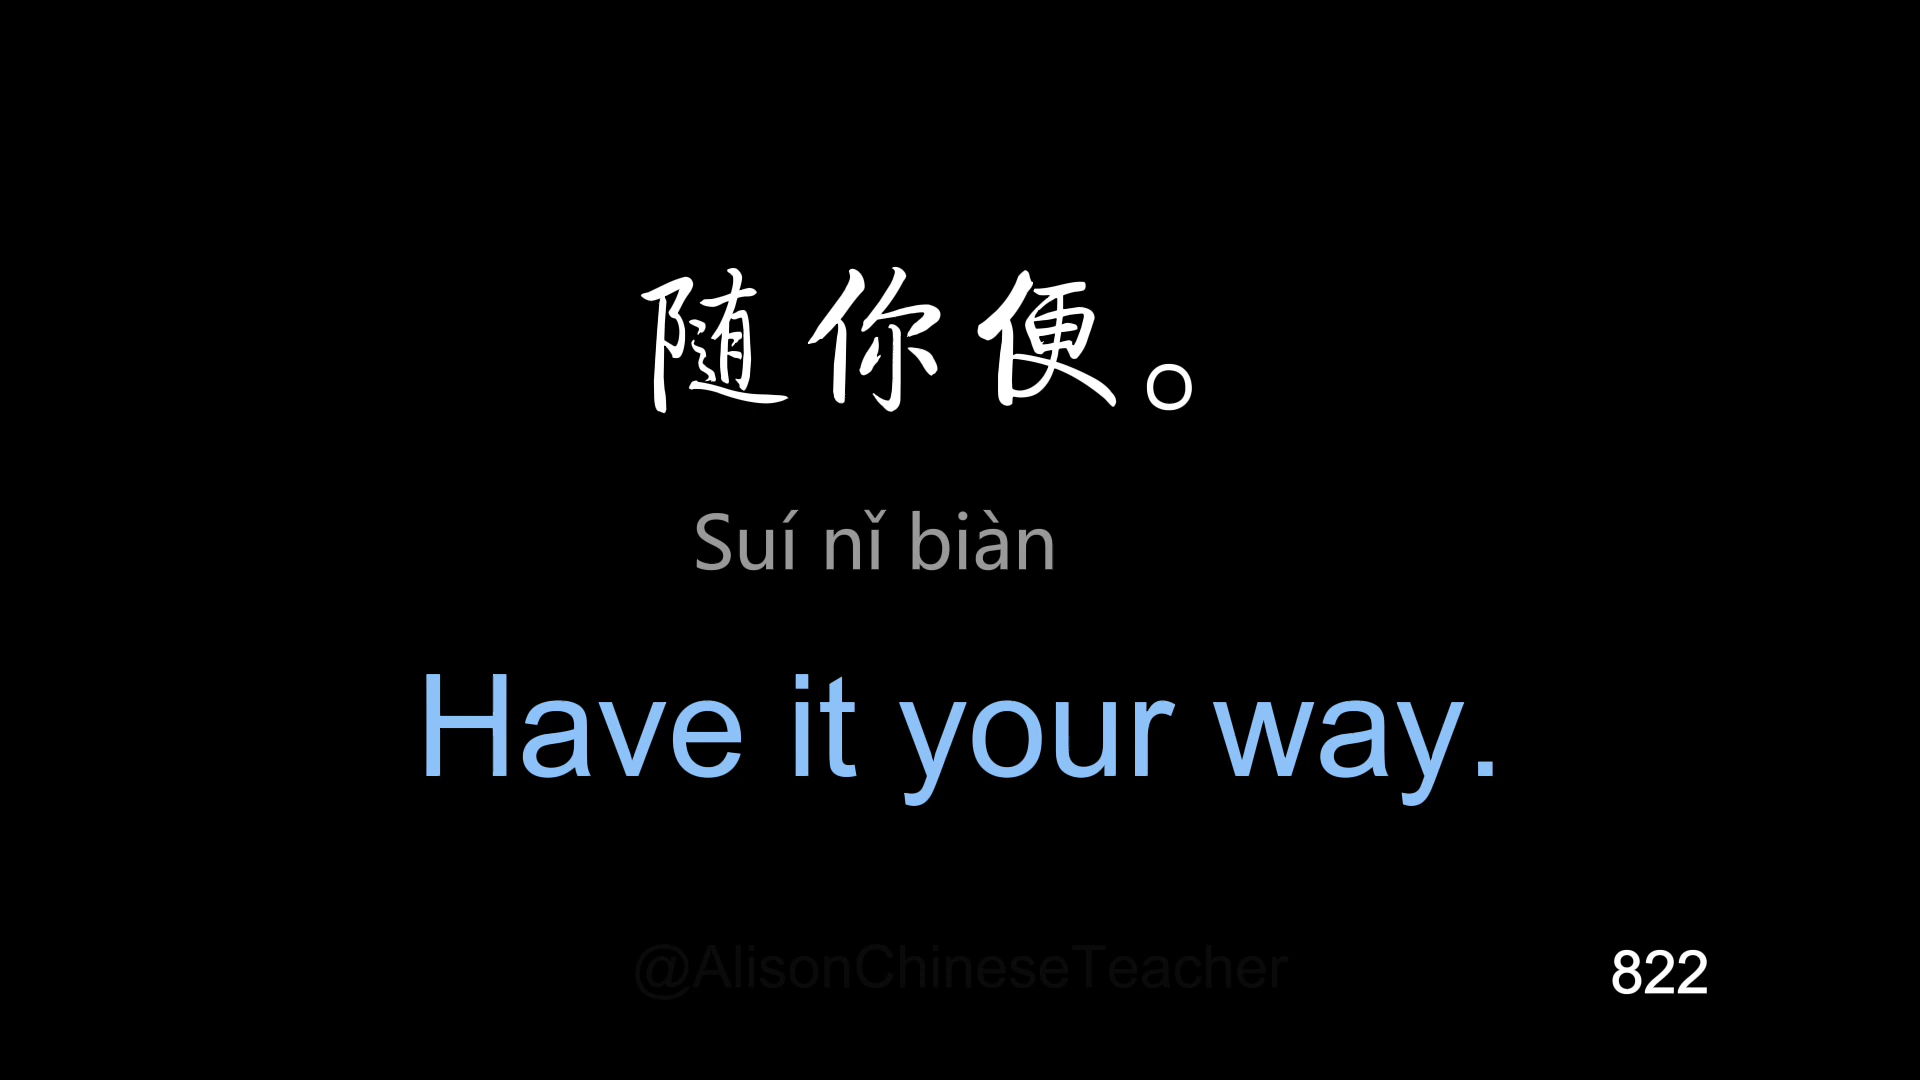 随你便。
Suí nǐ biàn
Have it your way.
@AlisonChineseTeacher
822